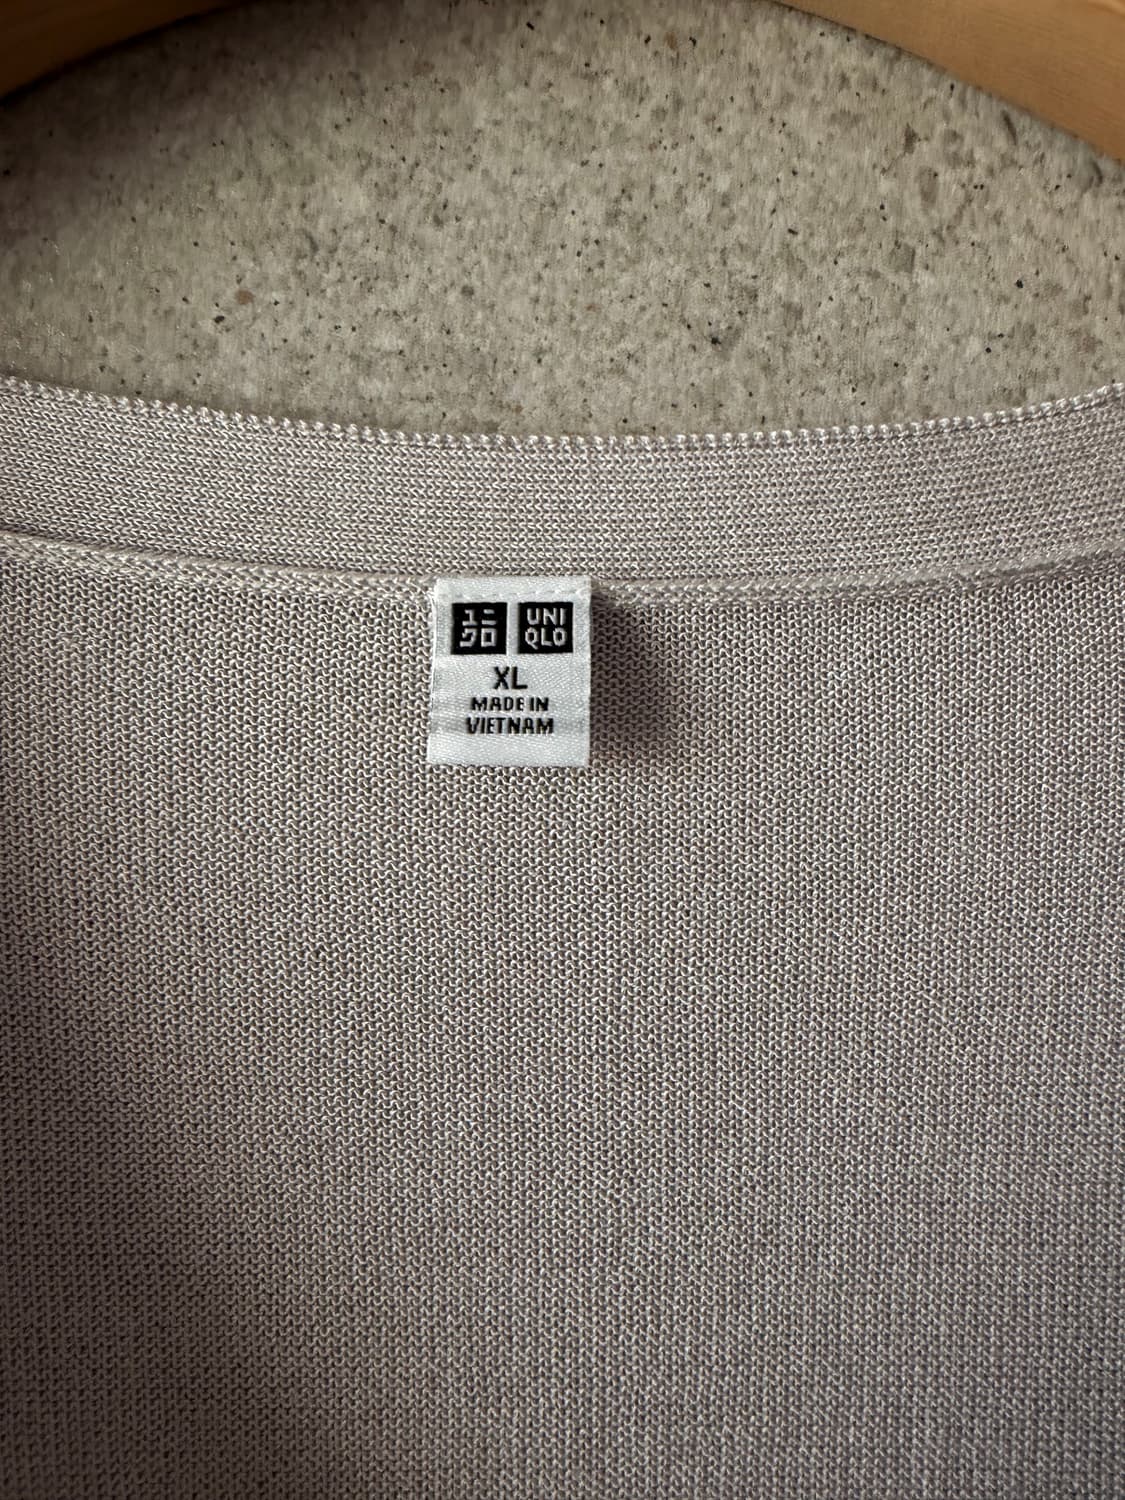 ユニ UNI
クロ QLO
XL
MADE IN
VIETNAM